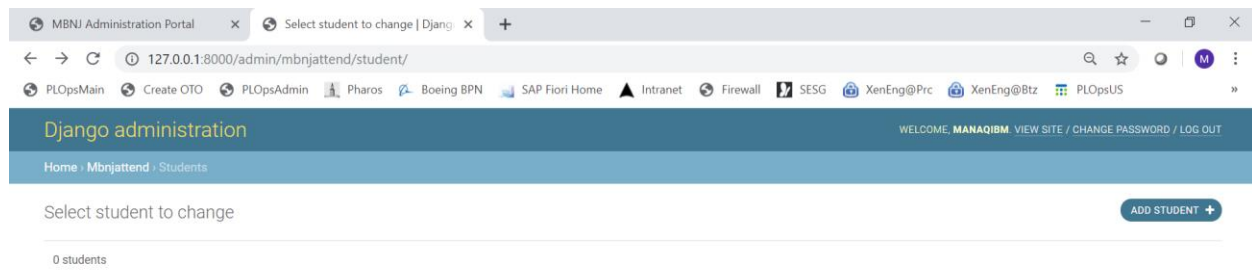 MBNJ Administration Portal
Select student to change | Djang
127.0.0.1:8000/admin/mbnjattend/student/
M
PLOpsMain Create OTO PLOpsAdmin Pharos Boeing BPN SAP Fiori Home Intranet Firewall SESG XenEng@Prc XenEng@Btz PLOpsUS »
Django administration
WELCOME, MANAQIBM. VIEW SITE / CHANGE PASSWORD / LOG OUT
Home › Mbnjattend › Students
Select student to change
ADD STUDENT +
0 students